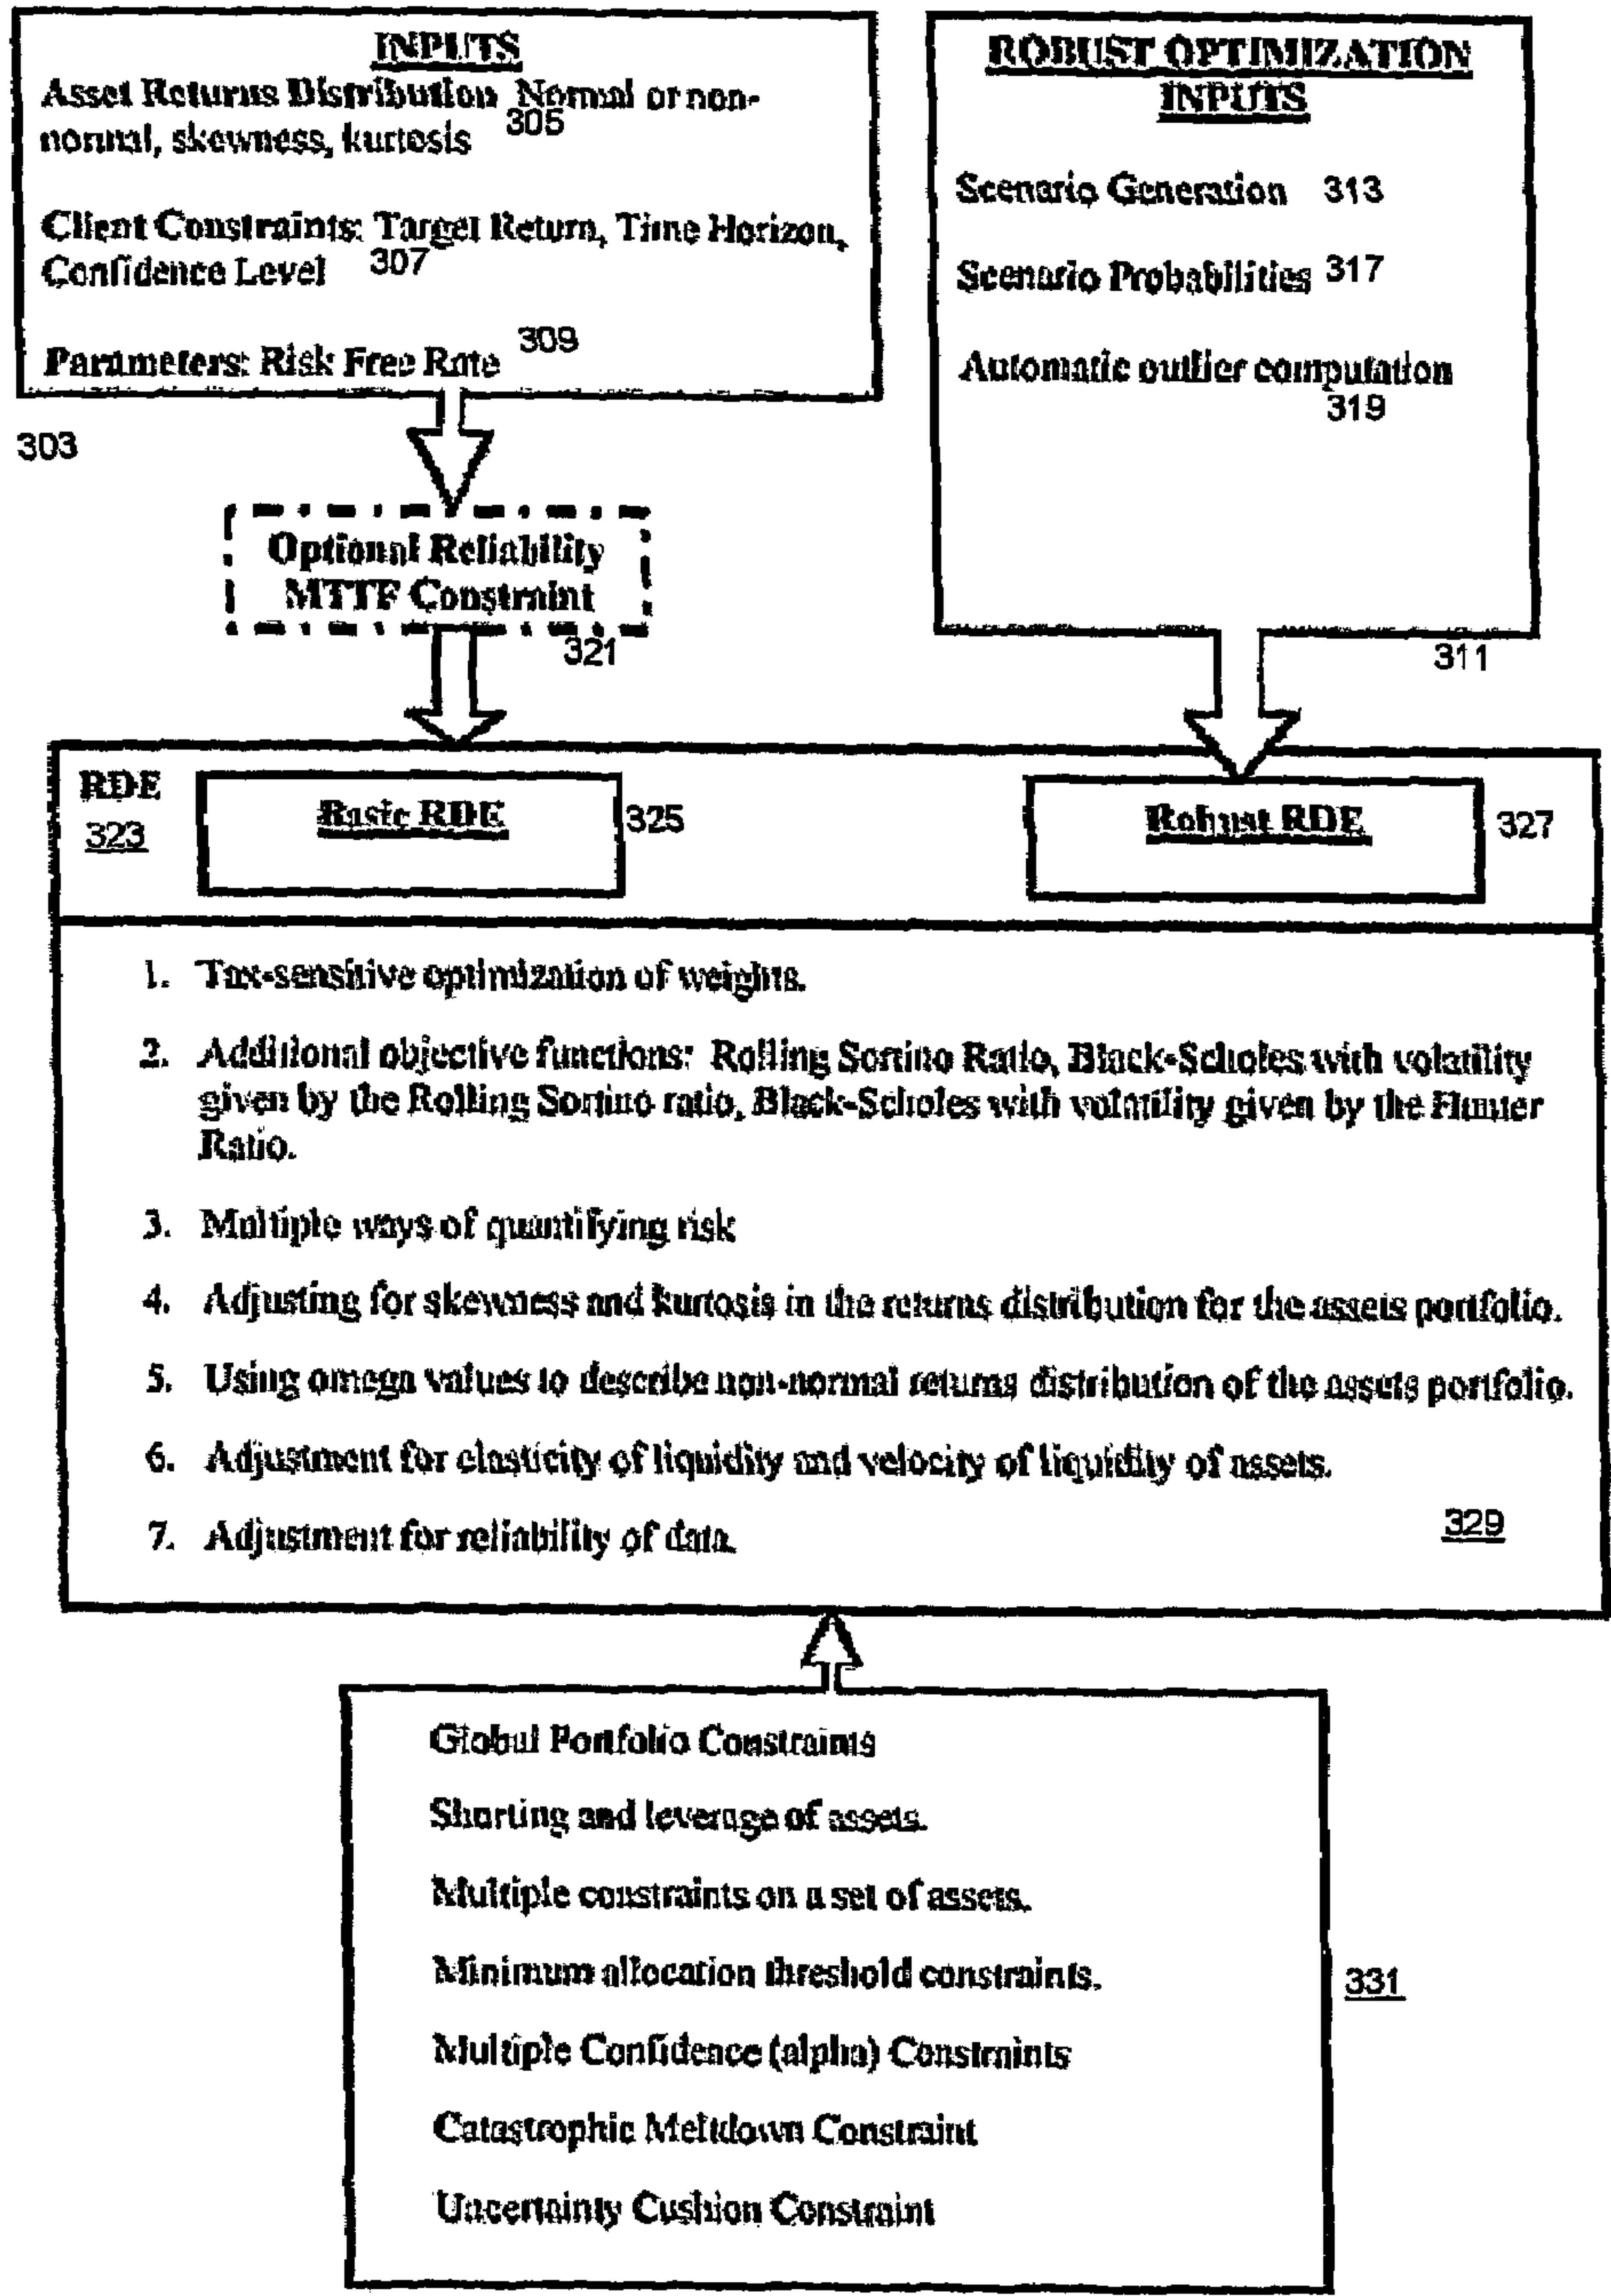 INPUTS
Asset Returns Distribution Normal or non-
305
normal, skewness, kurtosis
Client Constraints: Target Return, Time Horizon,
Confidence Level 307
Parameters: Risk Free Rate 309
303
ROBUST OPTIMIZATION
INPUTS
Scenario Generation 313
Scenario Probabilities 317
Automatic outlier computation
319
311
Optional Reliability
MTTF Constraint
321
RDE
323
Basic RDE
325
Robust RDE
327
1. Tax-sensitive optimization of weights.
2. Additional objective functions: Rolling Sortino Ratio, Black-Scholes with volatility
given by the Rolling Sortino ratio, Black-Scholes with volatility given by the Hunter
Ratio.
3. Multiple ways of quantifying risk
4. Adjusting for skewness and kurtosis in the returns distribution for the assets portfolio.
5. Using omega values to describe non-normal returns distribution of the assets portfolio.
6. Adjustment for elasticity of liquidity and velocity of liquidity of assets.
7. Adjustment for reliability of data.
329
Global Portfolio Constraints
Shorting and leverage of assets.
Multiple constraints on a set of assets.
Minimum allocation threshold constraints.
Multiple Confidence (alpha) Constraints
Catastrophic Meltdown Constraint
Uncertainty Cushion Constraint
331